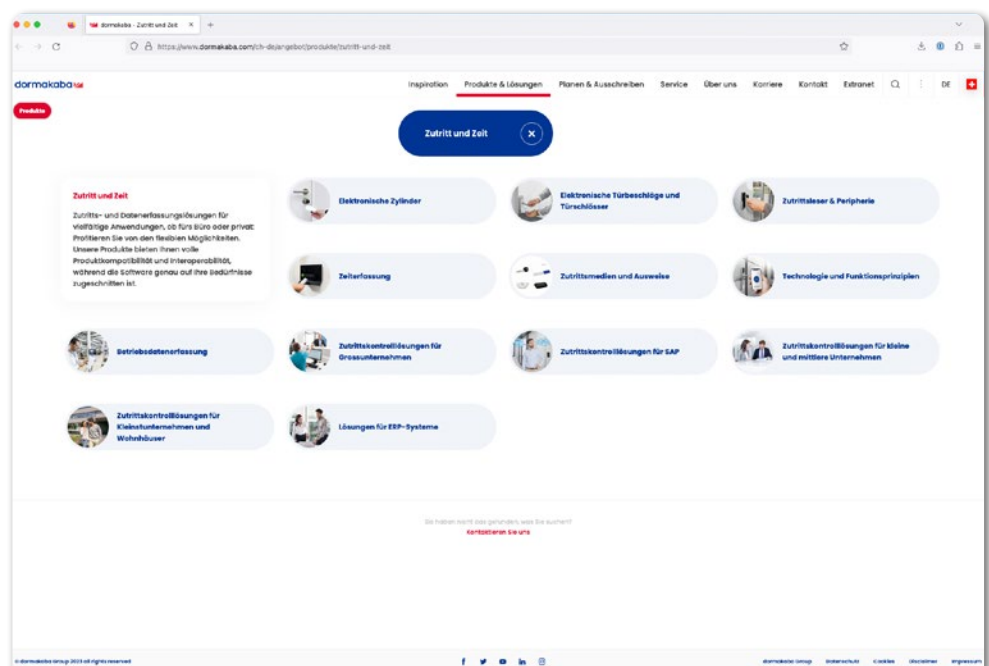 dormakaba - Zutritt und Zeit
https://www.dormakaba.com/ch-de/angebot/produkte/zutritt-und-zeit
dormakaba
Inspiration Produkte & Lösungen Planen & Ausschreiben Service Über uns Karriere Kontakt Extranet DE
Produkte
Zutritt und Zeit
Zutritt und Zeit
Zutritts- und Datenerfassungslösungen für
vielfältige Anwendungen, ob fürs Büro oder privat:
Profitieren Sie von den flexiblen Möglichkeiten.
Unsere Produkte bieten Ihnen volle
Produktkompatibilität und Interoperabilität,
während die Software genau auf Ihre Bedürfnisse
zugeschnitten ist.
Elektronische Zylinder
Elektronische Türbeschläge und
Türschlösser
Zutrittsleser & Peripherie
Zeiterfassung
Zutrittsmedien und Ausweise
Technologie und Funktionsprinzipien
Betriebsdatenerfassung
Zutrittskontrolllösungen für
Grossunternehmen
Zutrittskontrolllösungen für SAP
Zutrittskontrolllösungen für kleine
und mittlere Unternehmen
Zutrittskontrolllösungen für
Kleinstunternehmen und
Wohnhäuser
Lösungen für ERP-Systeme
Sie haben nicht das gefunden, was Sie suchen?
Kontaktieren Sie uns
© dormakaba Group 2023 all rights reserved
dormakaba Group Datenschutz Cookies Disclaimer Impressum